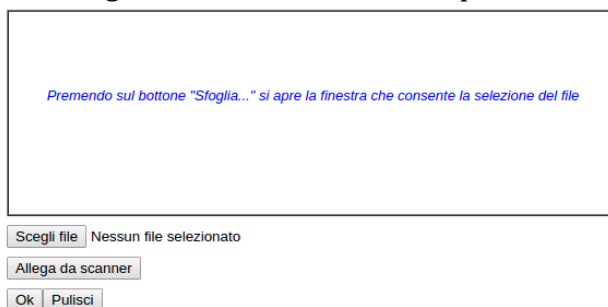 Premendo sul bottone "Sfoglia..." si apre la finestra che consente la selezione del file
Scegli file Nessun file selezionato
Allega da scanner
Ok Pulisci